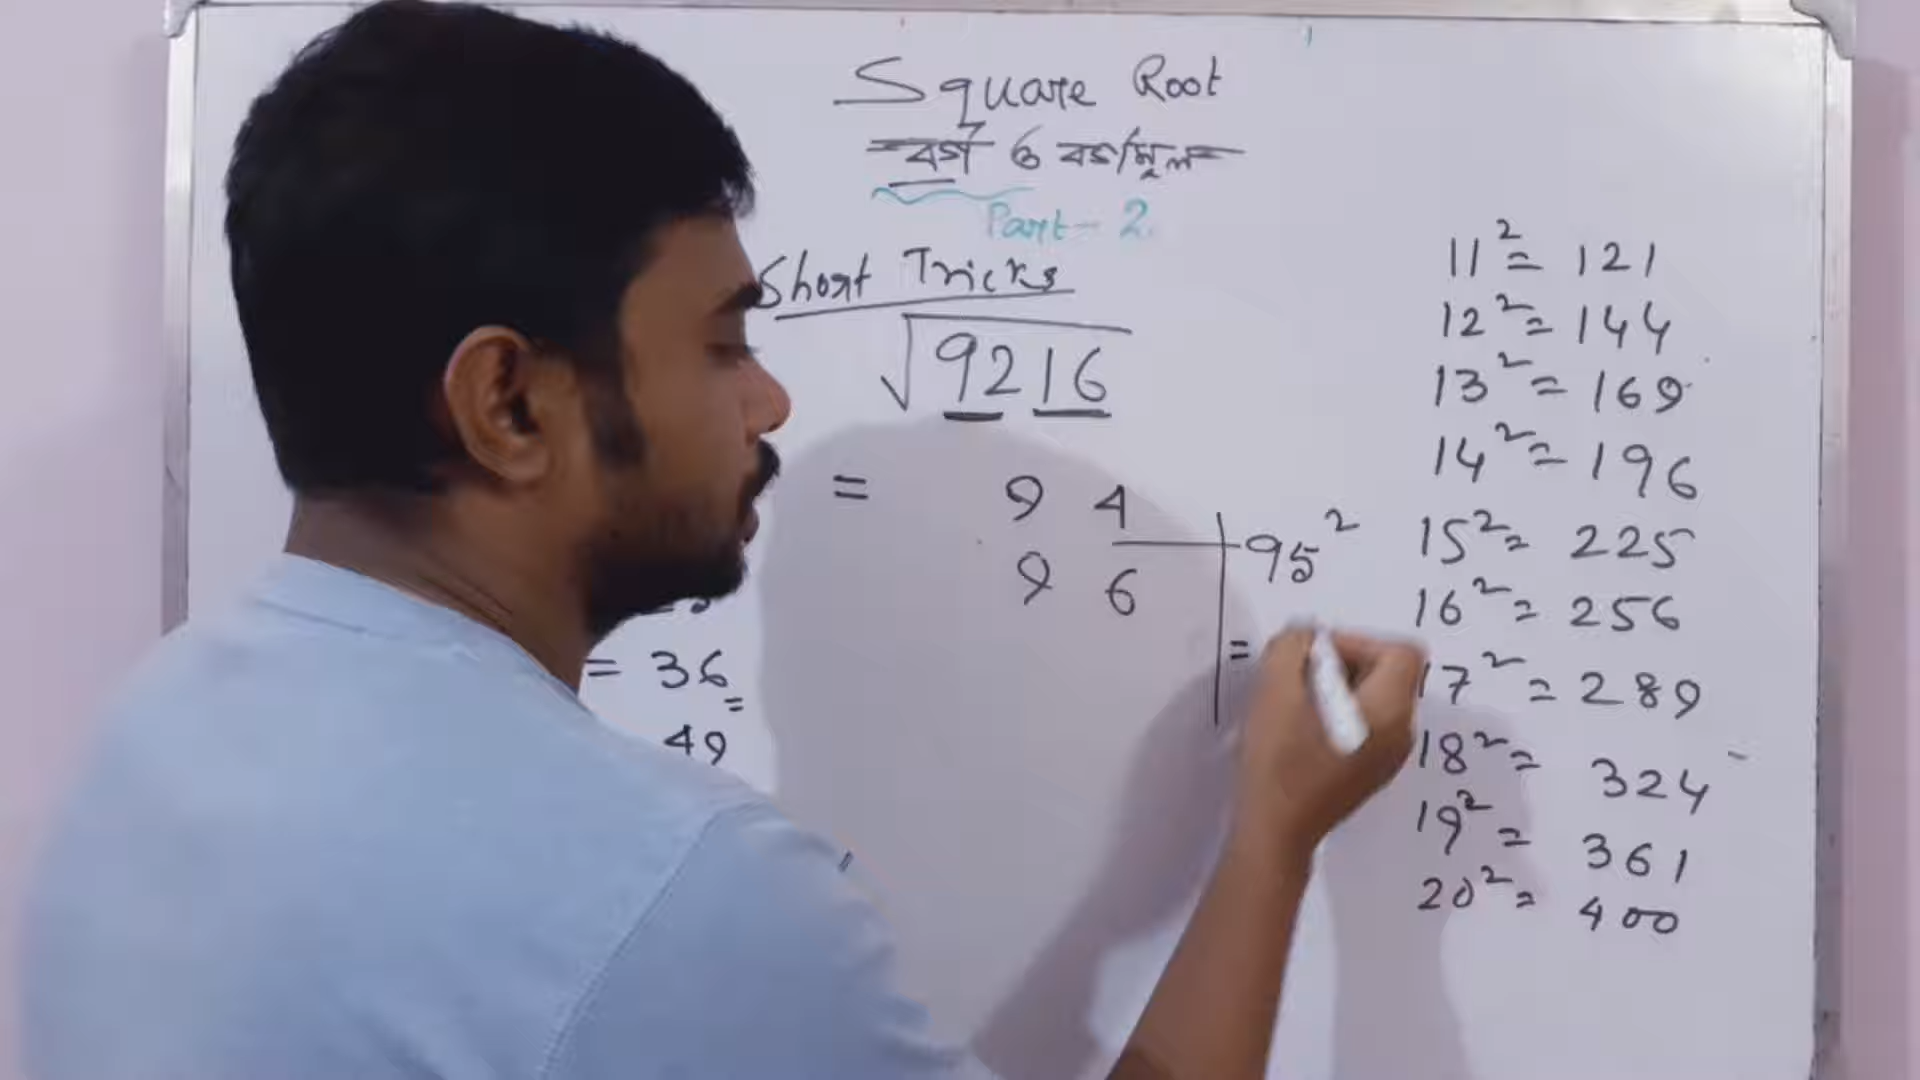 Square Root
বর্গ ও বর্গমূল
Part - 2
Short Tricks
√9216
= 9 4
9 6
95²
=
= 36
49
11² = 121
12² = 144
13² = 169
14² = 196
15² = 225
16² = 256
17² = 289
18² = 324
19² = 361
20² = 400